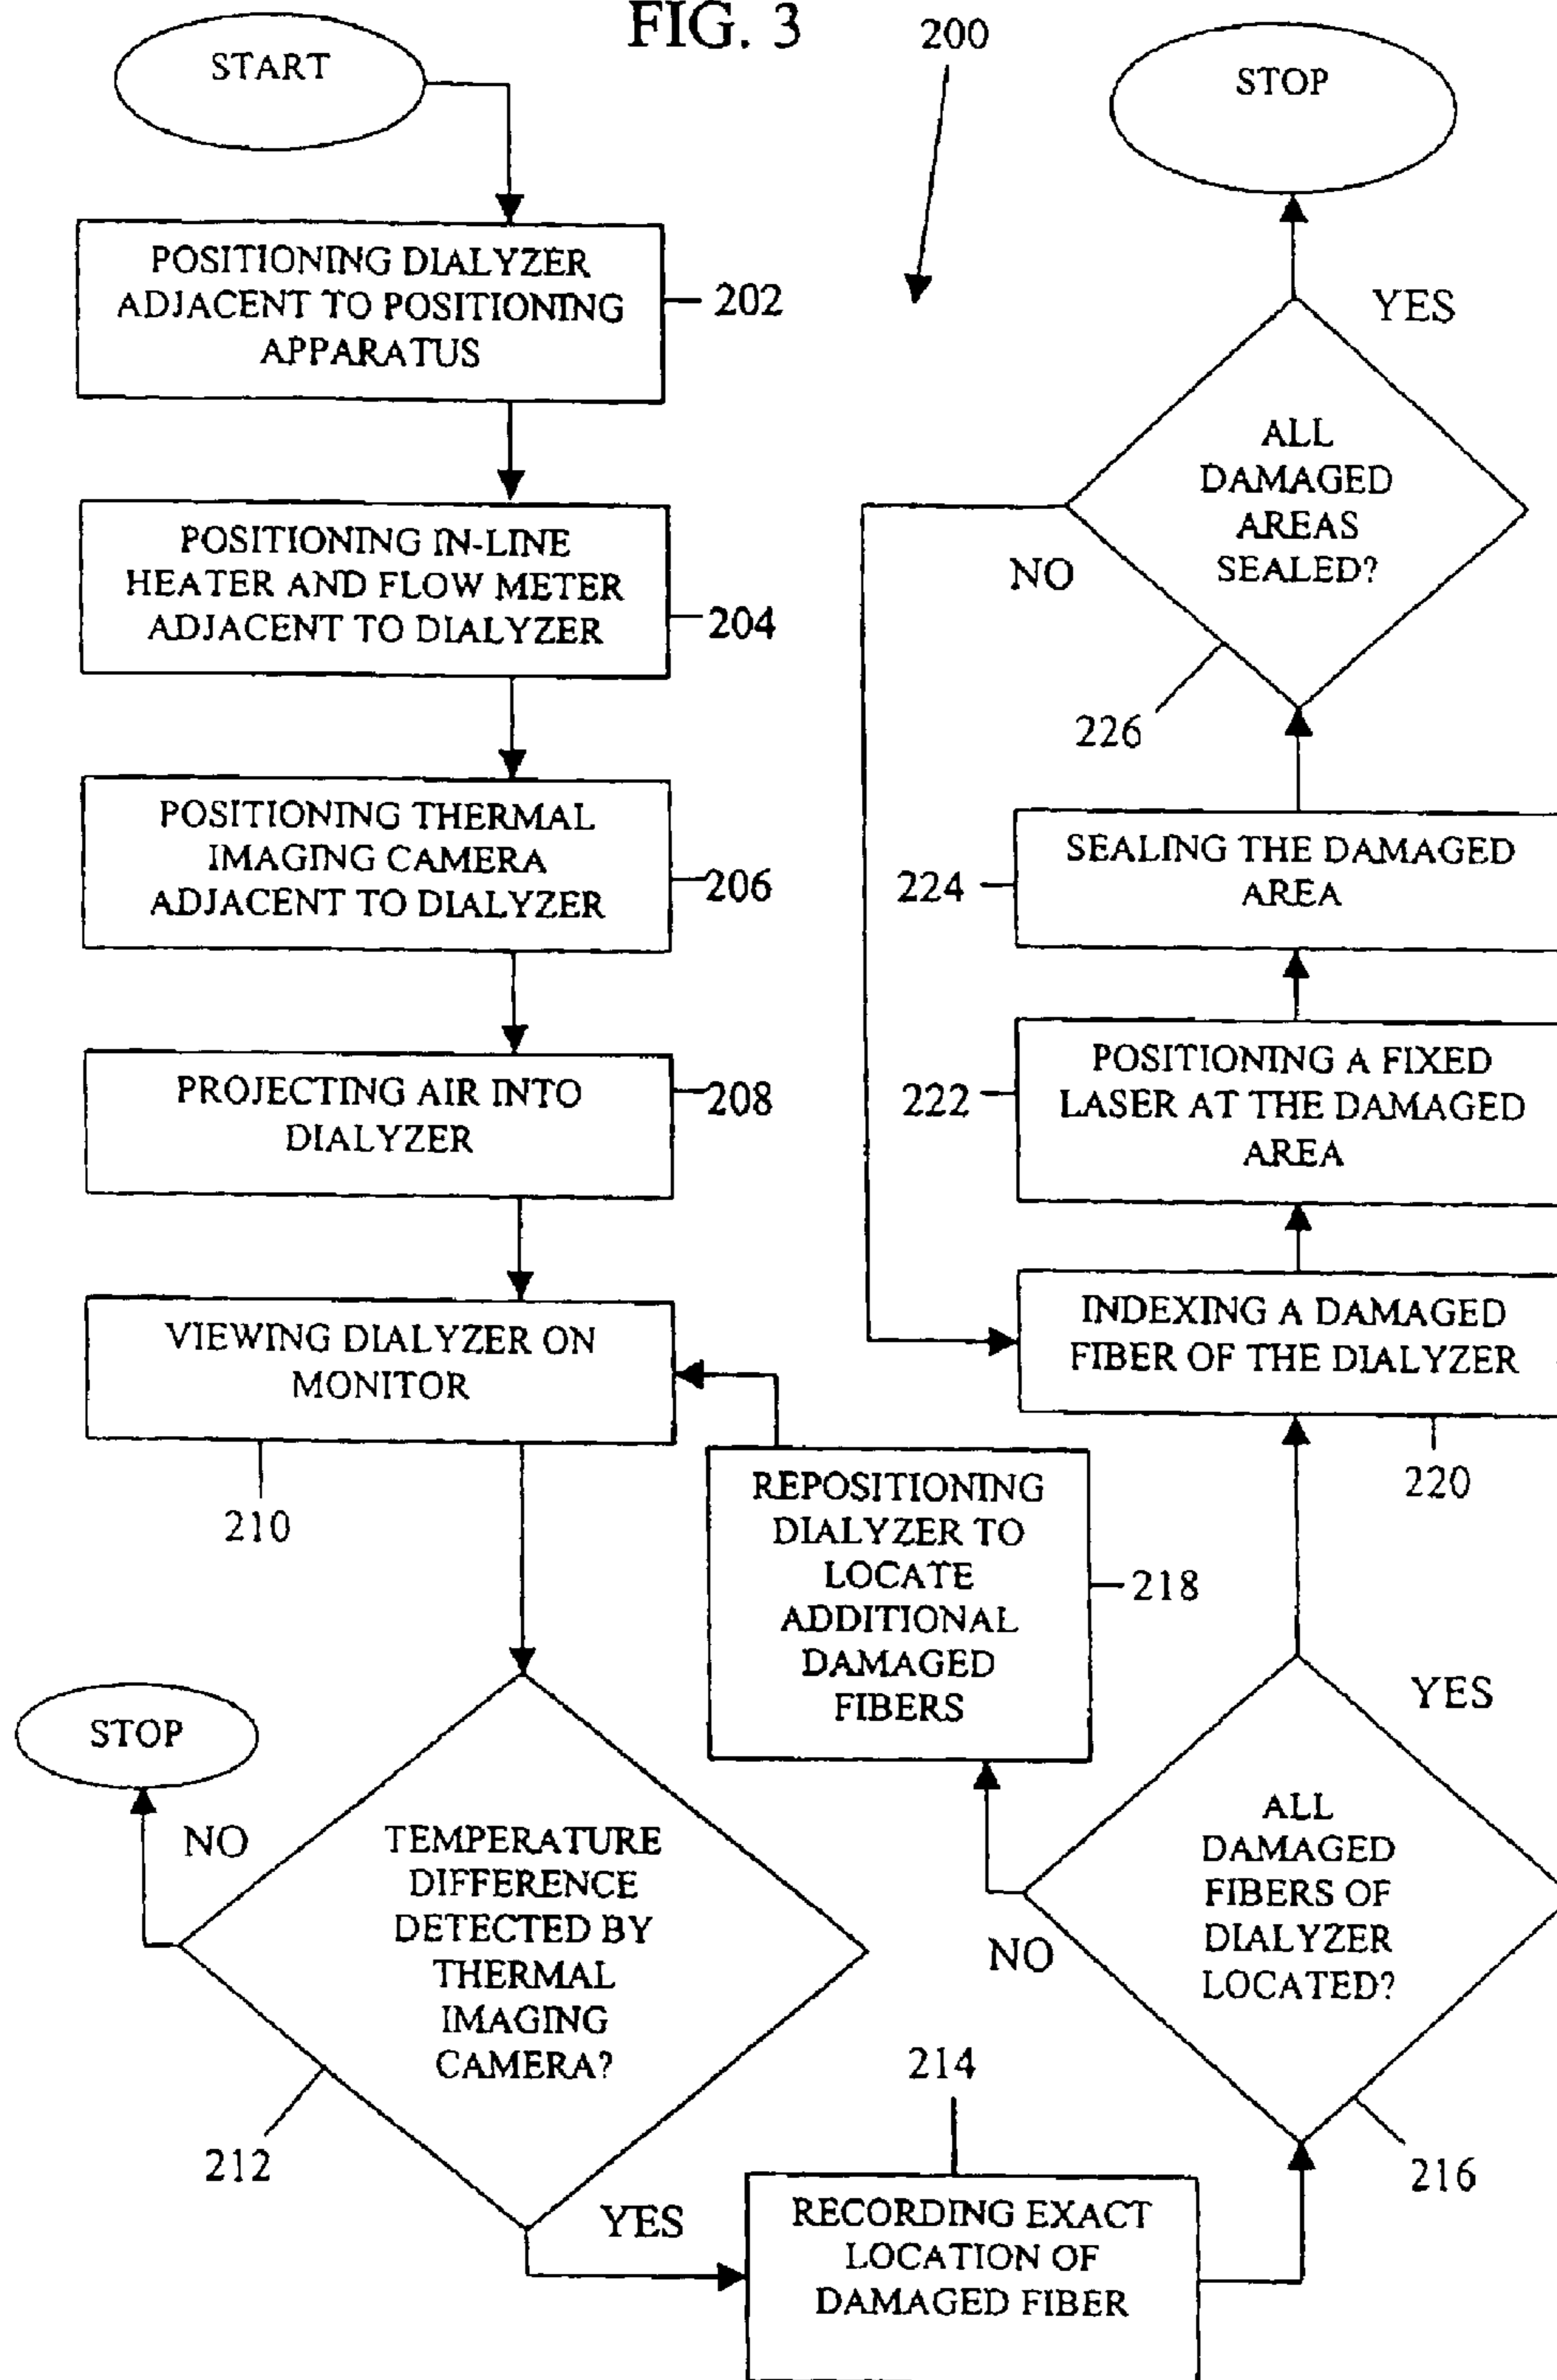 FIG. 3
200
START
POSITIONING DIALYZER
ADJACENT TO POSITIONING
APPARATUS
202
POSITIONING IN-LINE
HEATER AND FLOW METER
ADJACENT TO DIALYZER
204
POSITIONING THERMAL
IMAGING CAMERA
ADJACENT TO DIALYZER
206
PROJECTING AIR INTO
DIALYZER
208
VIEWING DIALYZER ON
MONITOR
210
TEMPERATURE
DIFFERENCE
DETECTED BY
THERMAL
IMAGING
CAMERA?
212
NO
STOP
YES
RECORDING EXACT
LOCATION OF
DAMAGED FIBER
214
ALL
DAMAGED
FIBERS OF
DIALYZER
LOCATED?
216
NO
REPOSITIONING
DIALYZER TO
LOCATE
ADDITIONAL
DAMAGED
FIBERS
218
YES
INDEXING A DAMAGED
FIBER OF THE DIALYZER
220
POSITIONING A FIXED
LASER AT THE DAMAGED
AREA
222
SEALING THE DAMAGED
AREA
224
ALL
DAMAGED
AREAS
SEALED?
226
NO
YES
STOP